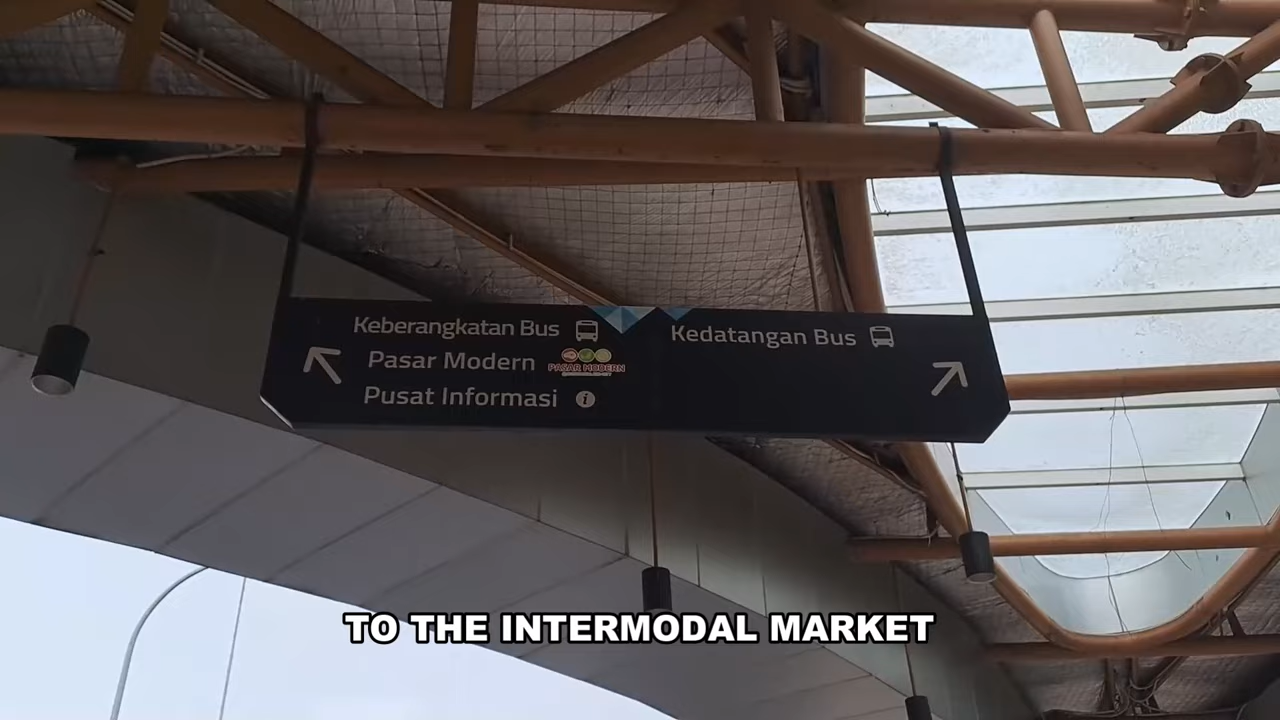 Keberangkatan Bus
Pasar Modern
PASAR MODERN
Pusat Informasi
Kedatangan Bus
TO THE INTERMODAL MARKET